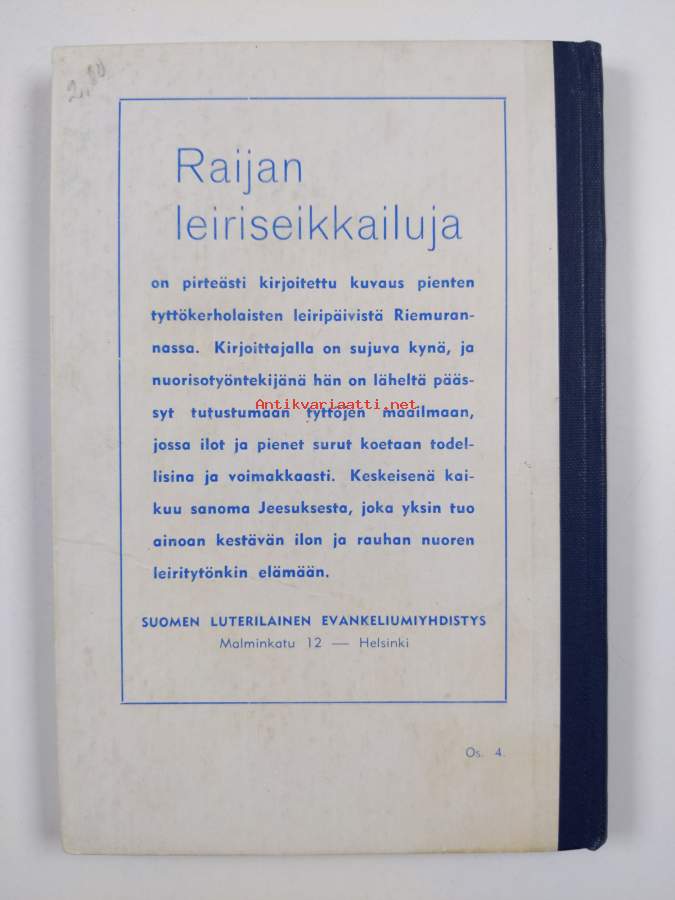 2,80
Raijan
leiriseikkailuja
on pirteästi kirjoitettu kuvaus pienten
tyttökerholaisten leiripäivistä Riemuran-
nassa. Kirjoittajalla on sujuva kynä, ja
nuorisotyöntekijänä hän on läheltä pääs-
syt tutustumaan tyttöjen maailmaan,
Antikvariaatti.net
jossa ilot ja pienet surut koetaan todel-
lisina ja voimakkaasti. Keskeisenä kai-
kuu sanoma Jeesuksesta, joka yksin tuo
ainoan kestävän ilon ja rauhan nuoren
leiritytönkin elämään.
SUOMEN LUTERILAINEN EVANKELIUMIYHDISTYS
Malminkatu 12 — Helsinki
Os. 4.